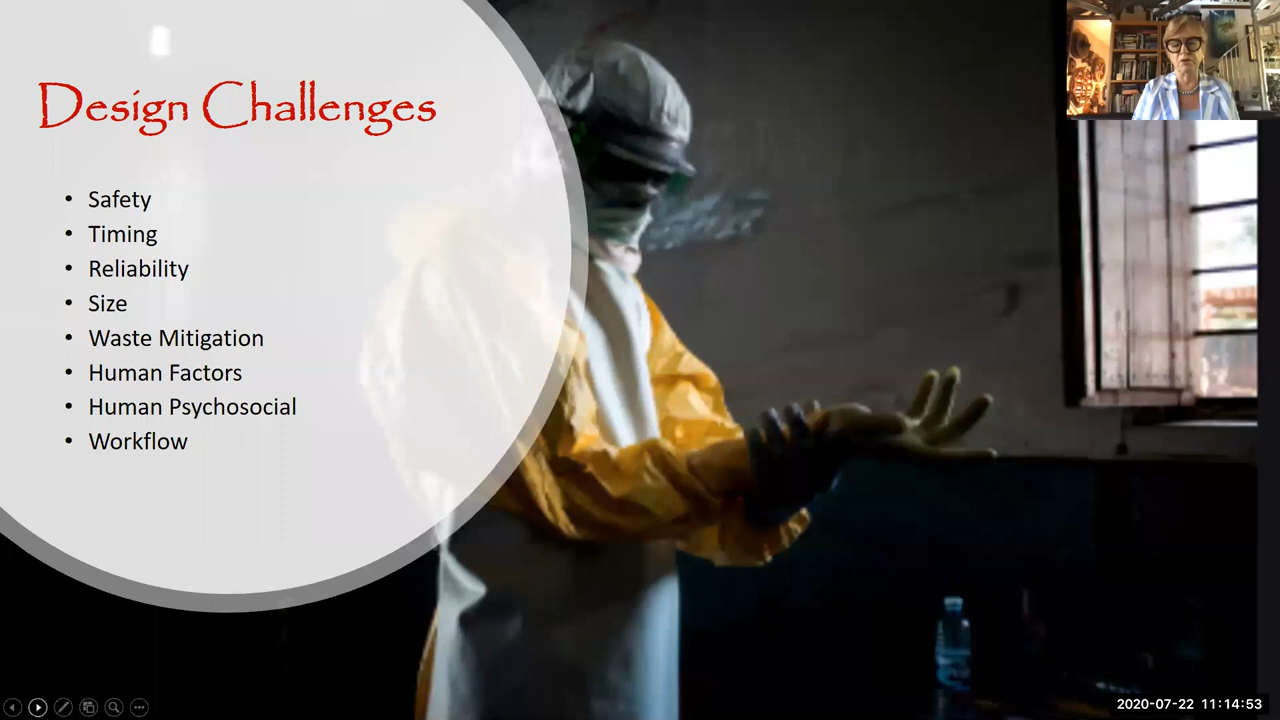 Design Challenges
• Safety
• Timing
• Reliability
• Size
• Waste Mitigation
• Human Factors
• Human Psychosocial
• Workflow
2020-07-22 11:14:53